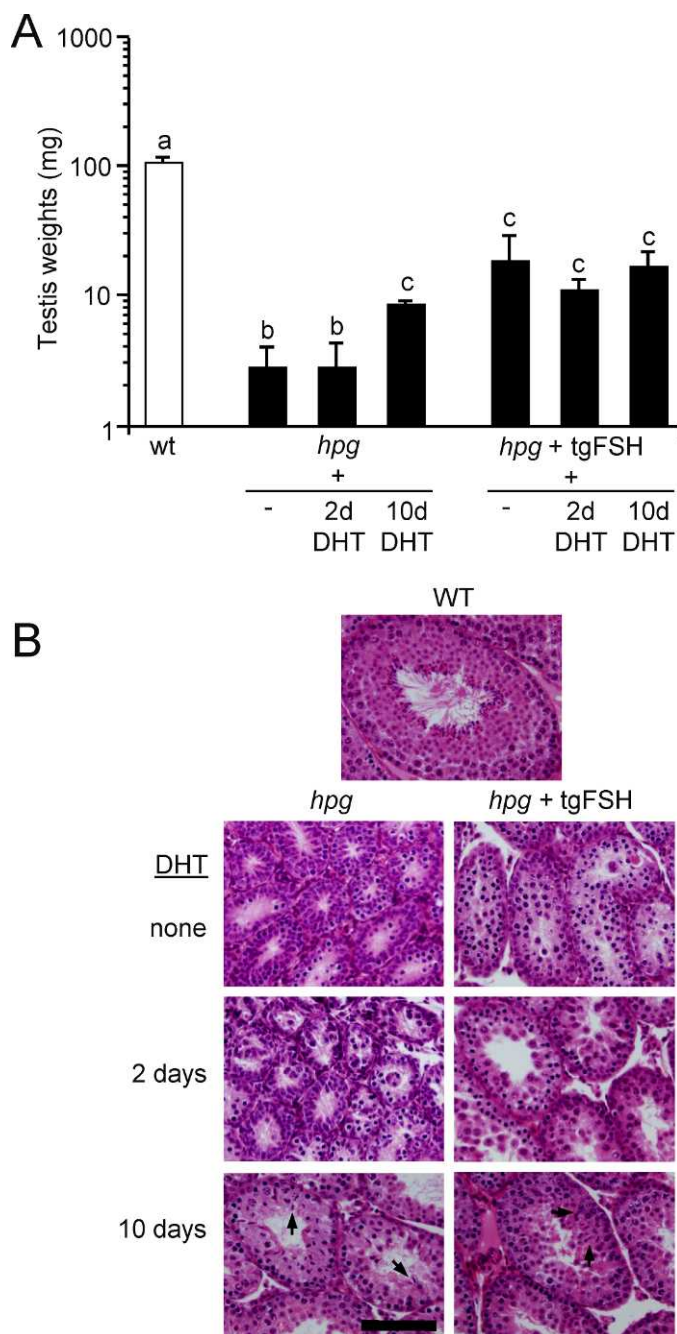 A
1000
100
10
1
Testis weights (mg)
a
b
b
c
c
c
c
wt
hpg
+
-
2d
DHT
10d
DHT
hpg + tgFSH
+
-
2d
DHT
10d
DHT
B
WT
hpg
hpg + tgFSH
DHT
none
2 days
10 days